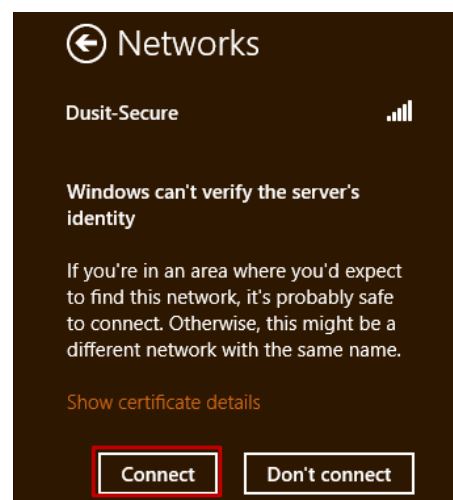 Networks
Dusit-Secure
Windows can't verify the server's
identity
If you're in an area where you'd expect
to find this network, it's probably safe
to connect. Otherwise, this might be a
different network with the same name.
Show certificate details
Connect
Don't connect